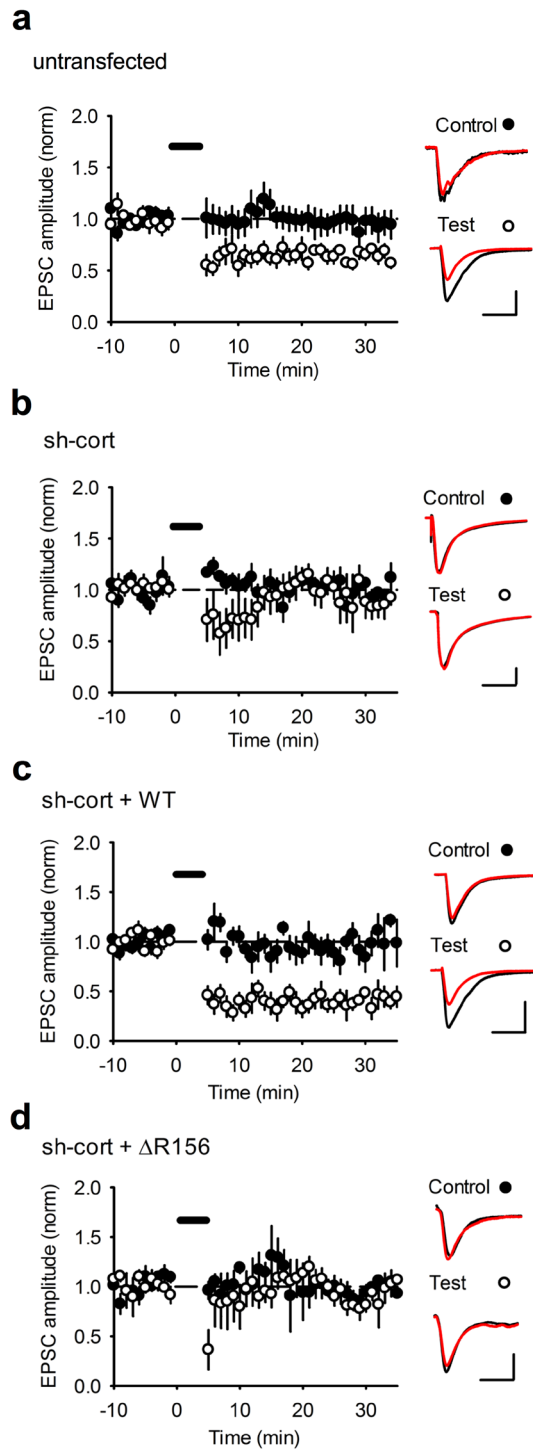 a
untransfected
EPSC amplitude (norm)
2.0
1.5
1.0
0.5
0.0
-10 0 10 20 30
Time (min)
Control
Test
b
sh-cort
EPSC amplitude (norm)
2.0
1.5
1.0
0.5
0.0
-10 0 10 20 30
Time (min)
Control
Test
c
sh-cort + WT
EPSC amplitude (norm)
2.0
1.5
1.0
0.5
0.0
-10 0 10 20 30
Time (min)
Control
Test
d
sh-cort + ΔR156
EPSC amplitude (norm)
2.0
1.5
1.0
0.5
0.0
-10 0 10 20 30
Time (min)
Control
Test